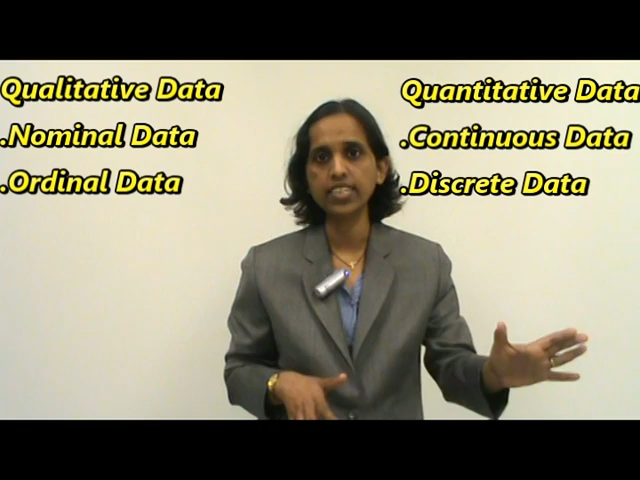 Qualitative Data
.Nominal Data
.Ordinal Data
Quantitative Data
.Continuous Data
.Discrete Data